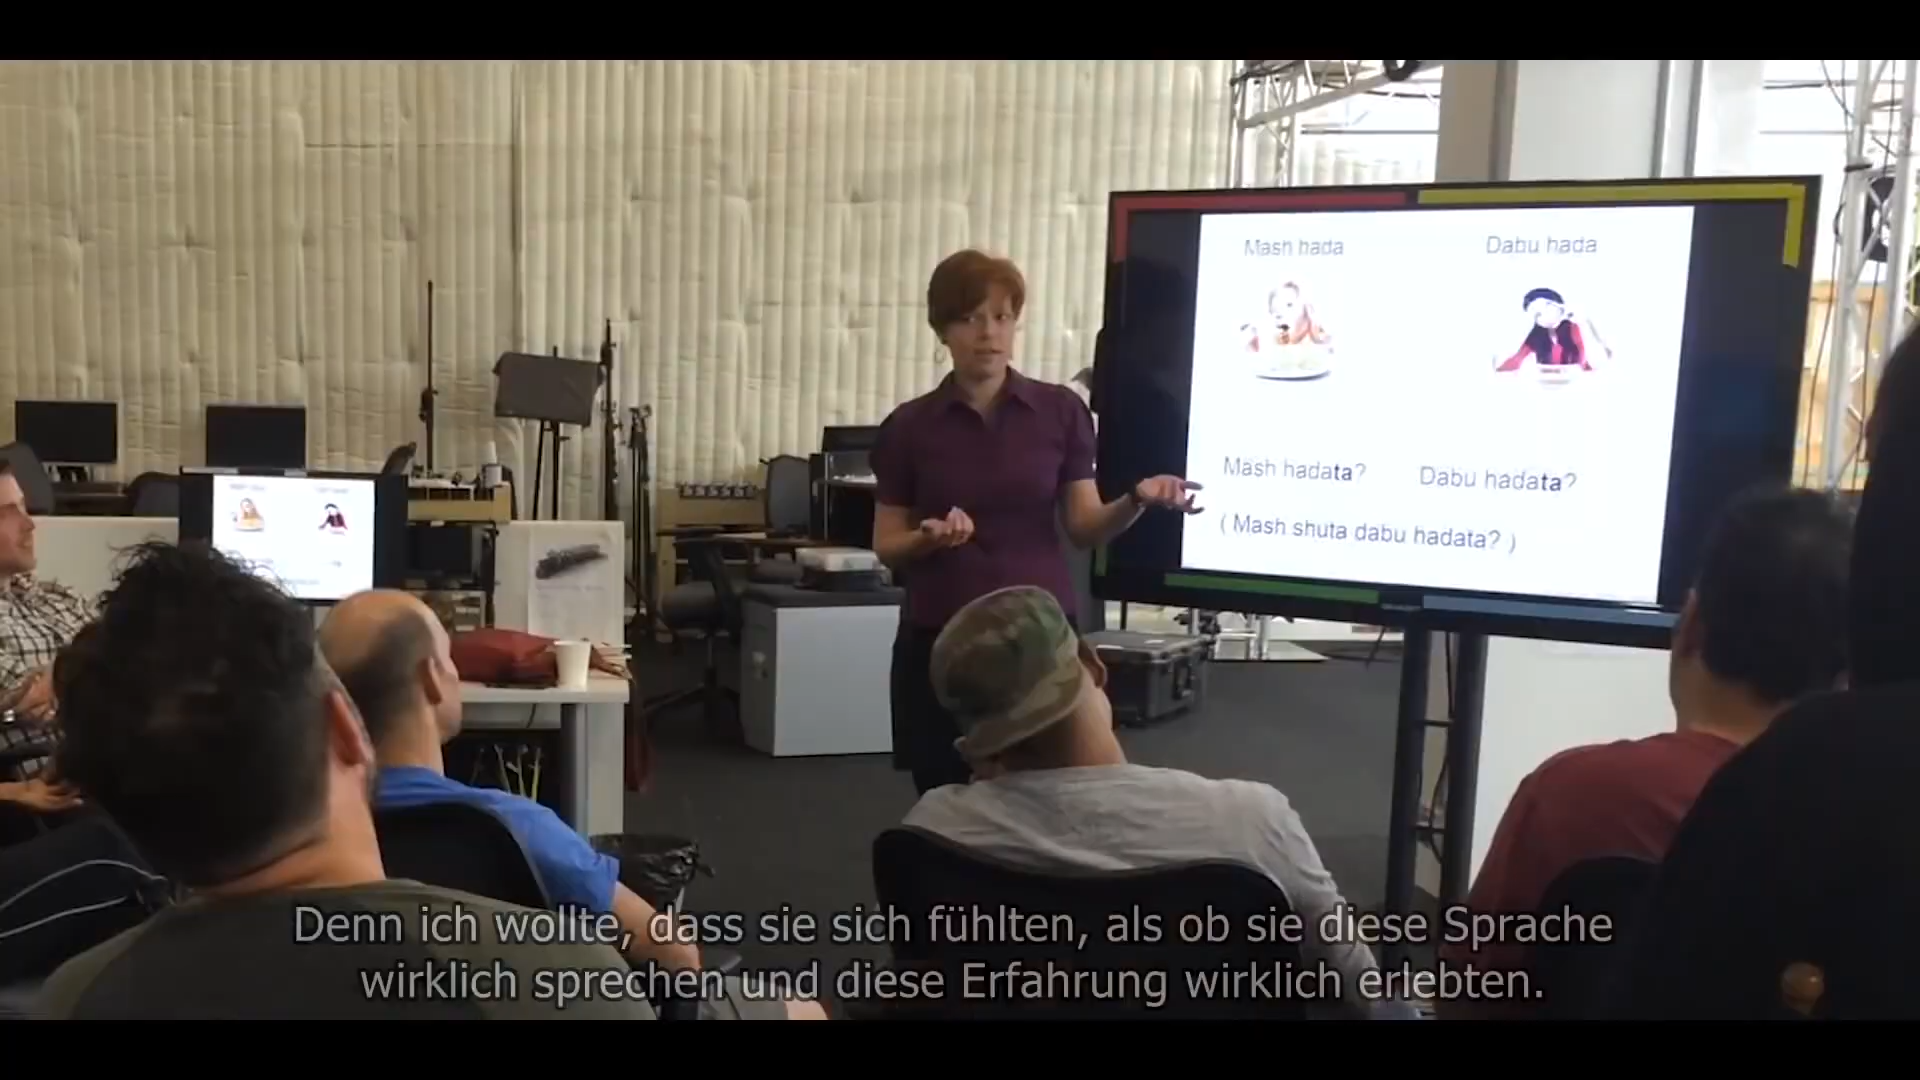 Mash hada
Dabu hada
Mash hadata?
Dabu hadata?
( Mash shuta dabu hadata? )
Denn ich wollte, dass sie sich fühlten, als ob sie diese Sprache
wirklich sprechen und diese Erfahrung wirklich erlebten.